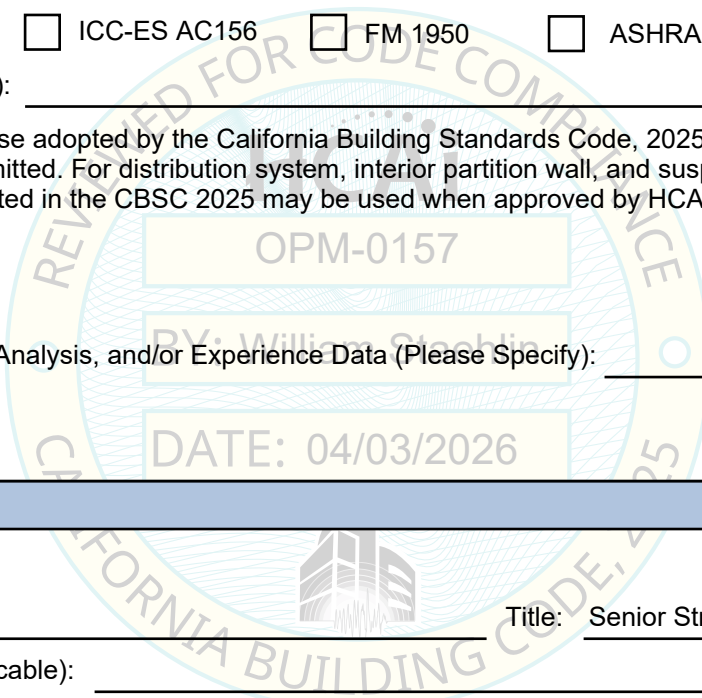 ICC-ES AC156 FM 1950 ASHRA
):
se adopted by the California Building Standards Code, 2025
mitted. For distribution system, interior partition wall, and susp
ted in the CBSC 2025 may be used when approved by HCA
REVIEWED FOR CODE COMPLIANCE
HCAi
OPM-0157
BY: William Staehlin
Analysis, and/or Experience Data (Please Specify):
DATE: 04/03/2026
Title: Senior Str
cable):
CALIFORNIA BUILDING CODE, 2025